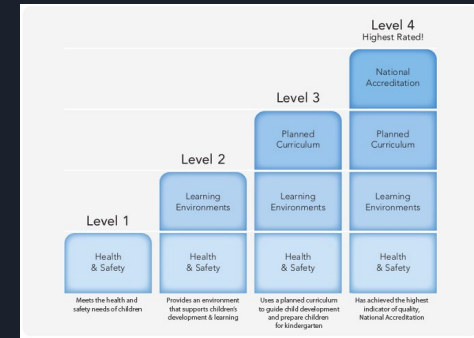 Level 4
Highest Rated!
National
Accreditation
Level 3
Planned
Curriculum
Planned
Curriculum
Level 2
Learning
Environments
Learning
Environments
Learning
Environments
Level 1
Health
& Safety
Health
& Safety
Health
& Safety
Health
& Safety
Meets the health and
safety needs of children
Provides an environment
that supports children's
development & learning
Uses a planned curriculum
to guide child development
and prepare children
for kindergarten
Has achieved the highest
indicator of quality,
National Accreditation